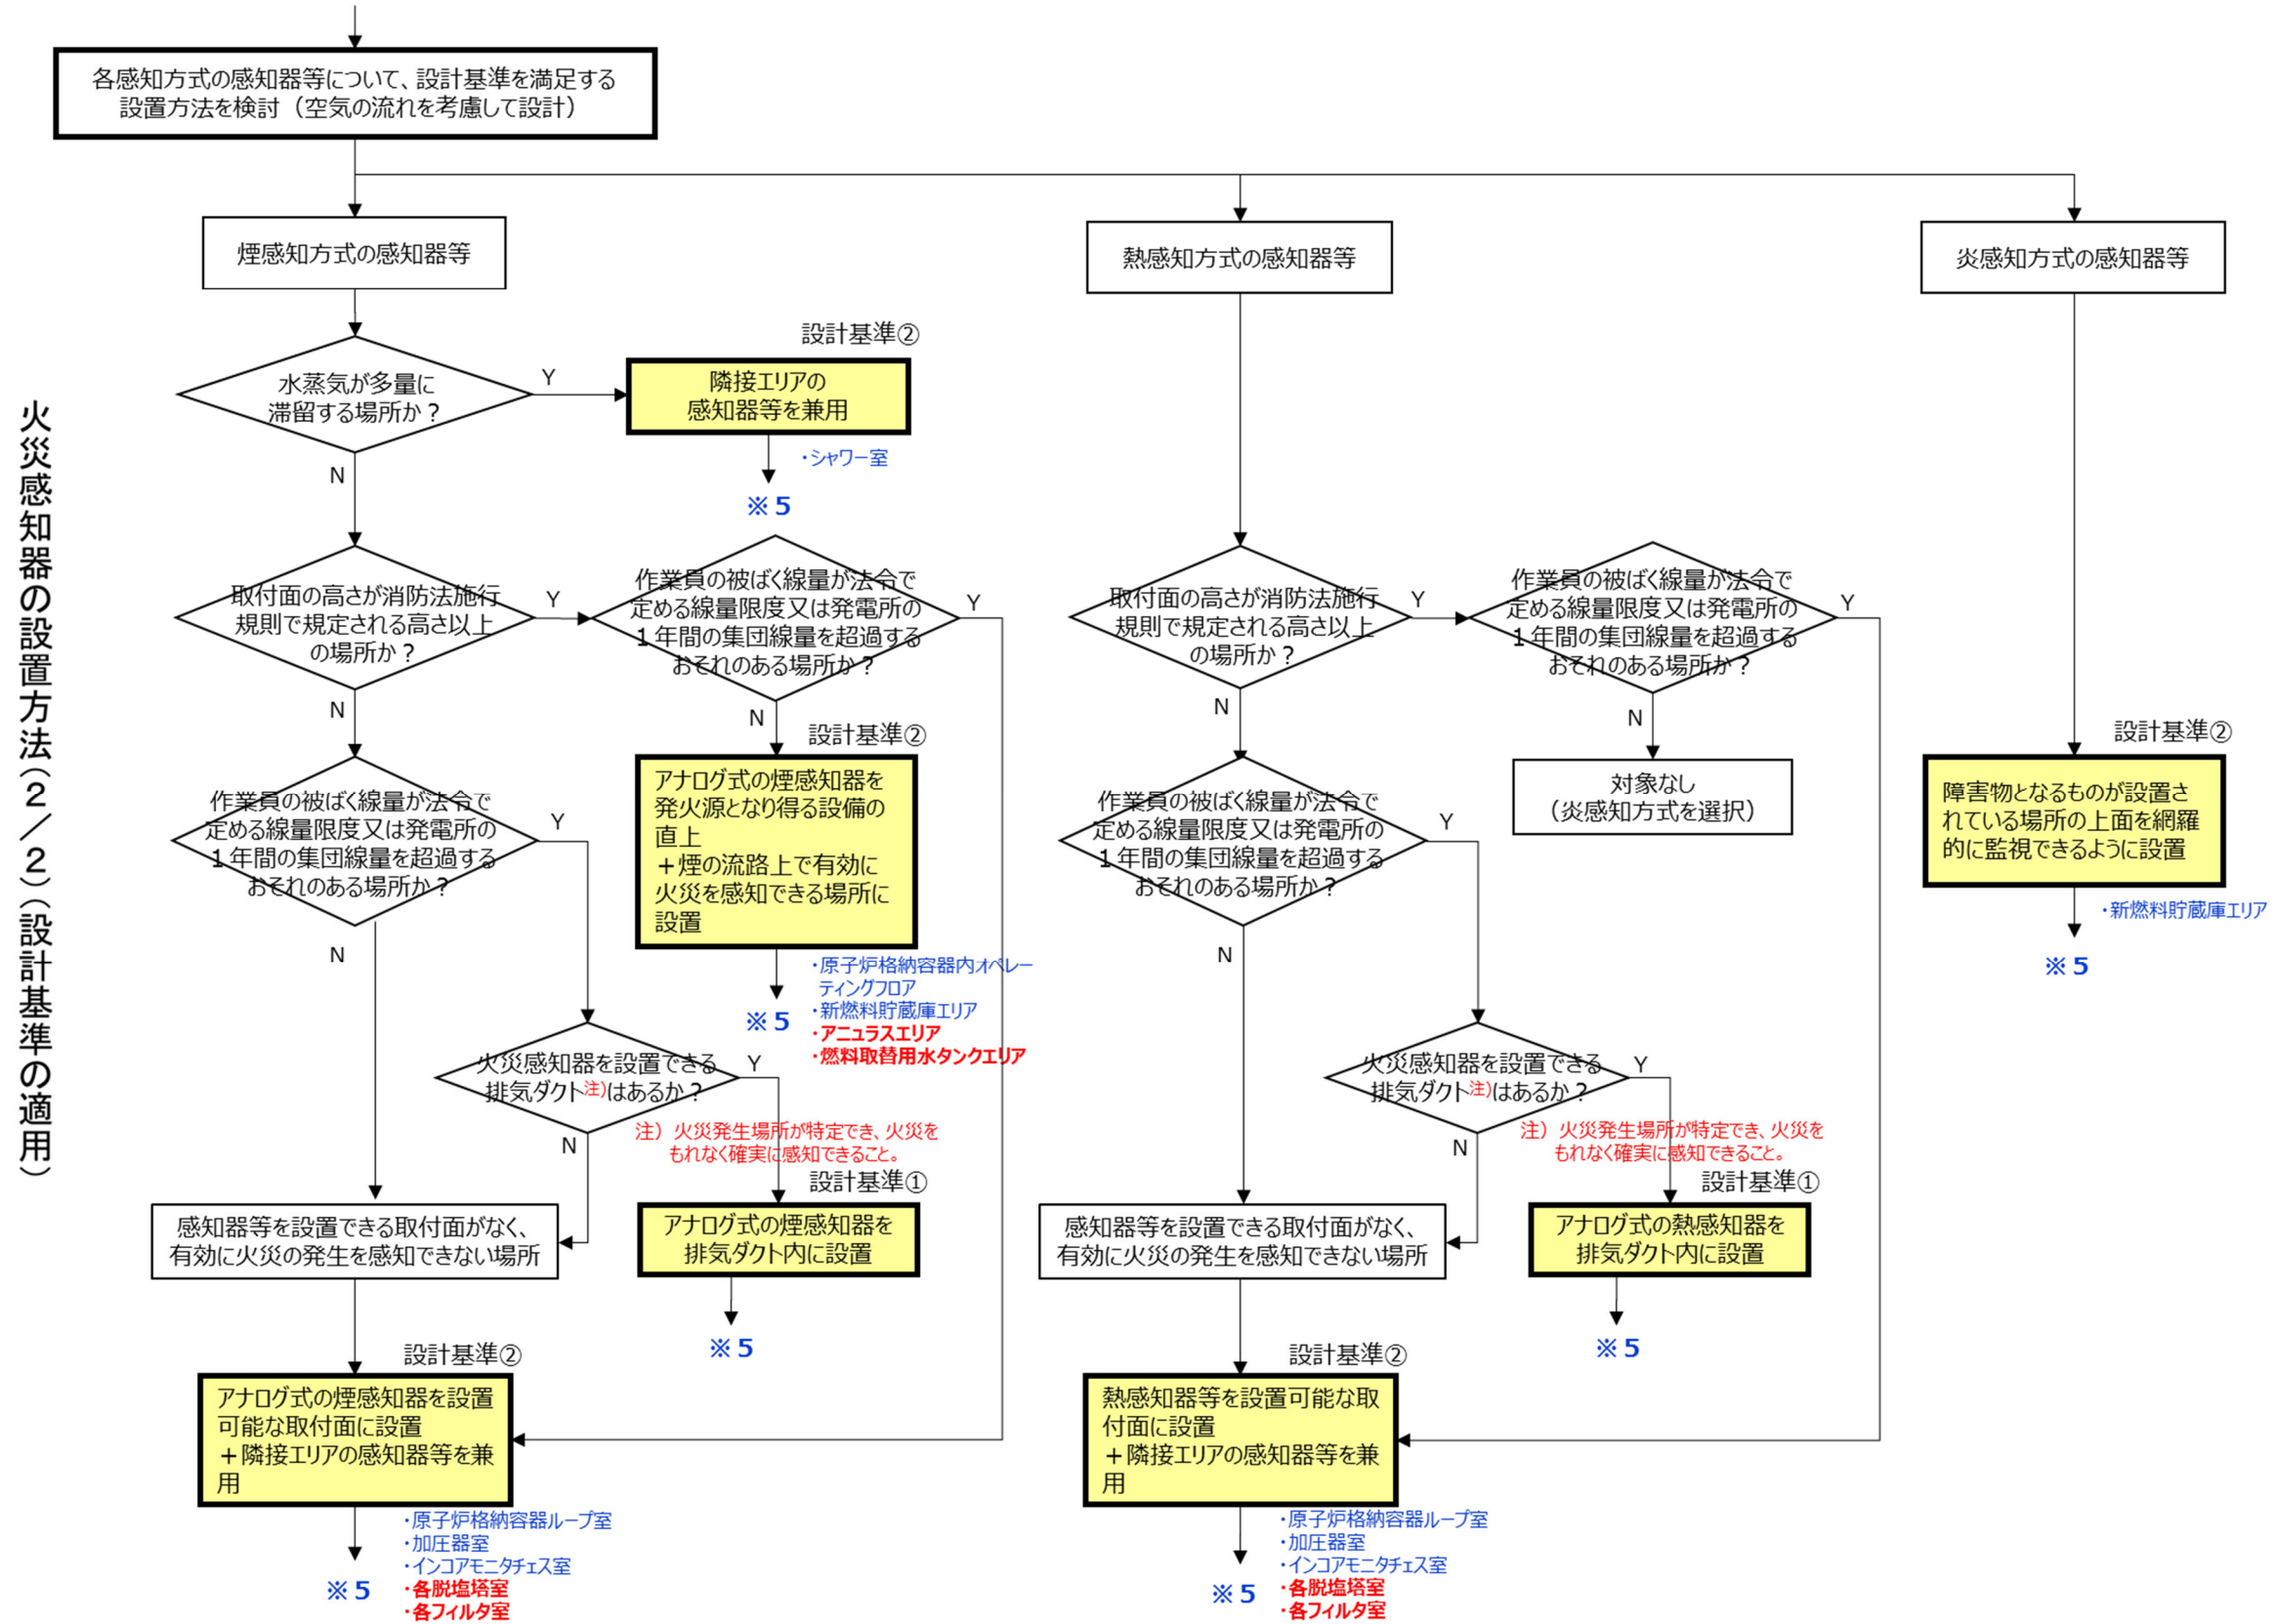 火災感知器の設置方法(2/2)(設計基準の適用)
各感知方式の感知器等について、設計基準を満足する
設置方法を検討（空気の流れを考慮して設計）
煙感知方式の感知器等
水蒸気が多量に
滞留する場所か？
Y
設計基準②
隣接エリアの
感知器等を兼用
・シャワー室
※５
N
取付面の高さが消防法施行
規則で規定される高さ以上
の場所か？
Y
作業員の被ばく線量が法令で
定める線量限度又は発電所の
１年間の集団線量を超過する
おそれのある場所か？
Y
N
設計基準②
アナログ式の煙感知器を
発火源となり得る設備の
直上
＋煙の流路上で有効に
火災を感知できる場所に
設置
・原子炉格納容器内オペレー
ティングフロア
・新燃料貯蔵庫エリア
・アニュラスエリア
・燃料取替用水タンクエリア
※５
N
作業員の被ばく線量が法令で
定める線量限度又は発電所の
１年間の集団線量を超過する
おそれのある場所か？
Y
N
火災感知器を設置できる
排気ダクト注)はあるか？
Y
N
注）火災発生場所が特定でき、火災を
もれなく確実に感知できること。
設計基準①
アナログ式の煙感知器を
排気ダクト内に設置
※５
感知器等を設置できる取付面がなく、
有効に火災の発生を感知できない場所
設計基準②
アナログ式の煙感知器を設置
可能な取付面に設置
＋隣接エリアの感知器等を兼
用
・原子炉格納容器ループ室
・加圧器室
・インコアモニタチェス室
・各脱塩塔室
・各フィルタ室
※５
熱感知方式の感知器等
取付面の高さが消防法施行
規則で規定される高さ以上
の場所か？
Y
作業員の被ばく線量が法令で
定める線量限度又は発電所の
１年間の集団線量を超過する
おそれのある場所か？
Y
N
対象なし
（炎感知方式を選択）
N
作業員の被ばく線量が法令で
定める線量限度又は発電所の
１年間の集団線量を超過する
おそれのある場所か？
Y
N
火災感知器を設置できる
排気ダクト注)はあるか？
Y
N
注）火災発生場所が特定でき、火災を
もれなく確実に感知できること。
設計基準①
アナログ式の熱感知器を
排気ダクト内に設置
※５
感知器等を設置できる取付面がなく、
有効に火災の発生を感知できない場所
設計基準②
熱感知器等を設置可能な取
付面に設置
＋隣接エリアの感知器等を兼
用
・原子炉格納容器ループ室
・加圧器室
・インコアモニタチェス室
・各脱塩塔室
・各フィルタ室
※５
炎感知方式の感知器等
設計基準②
障害物となるものが設置さ
れている場所の上面を網羅
的に監視できるように設置
・新燃料貯蔵庫エリア
※５